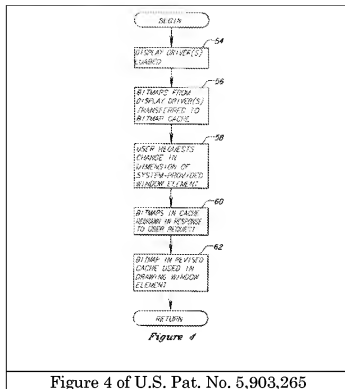 BEGIN
54
DISPLAY DRIVER(S)
LOADED
56
BITMAPS FROM
DISPLAY DRIVER(S)
TRANSFERRED TO
BITMAP CACHE
58
USER REQUESTS
CHANGE IN
DIMENSION OF
SYSTEM-PROVIDED
WINDOW ELEMENT
60
BITMAPS IN CACHE
REDRAWN IN RESPONSE
TO USER REQUEST
62
BITMAP IN REVISED
CACHE USED IN
DRAWING WINDOW
ELEMENT
RETURN
Figure 4
Figure 4 of U.S. Pat. No. 5,903,265